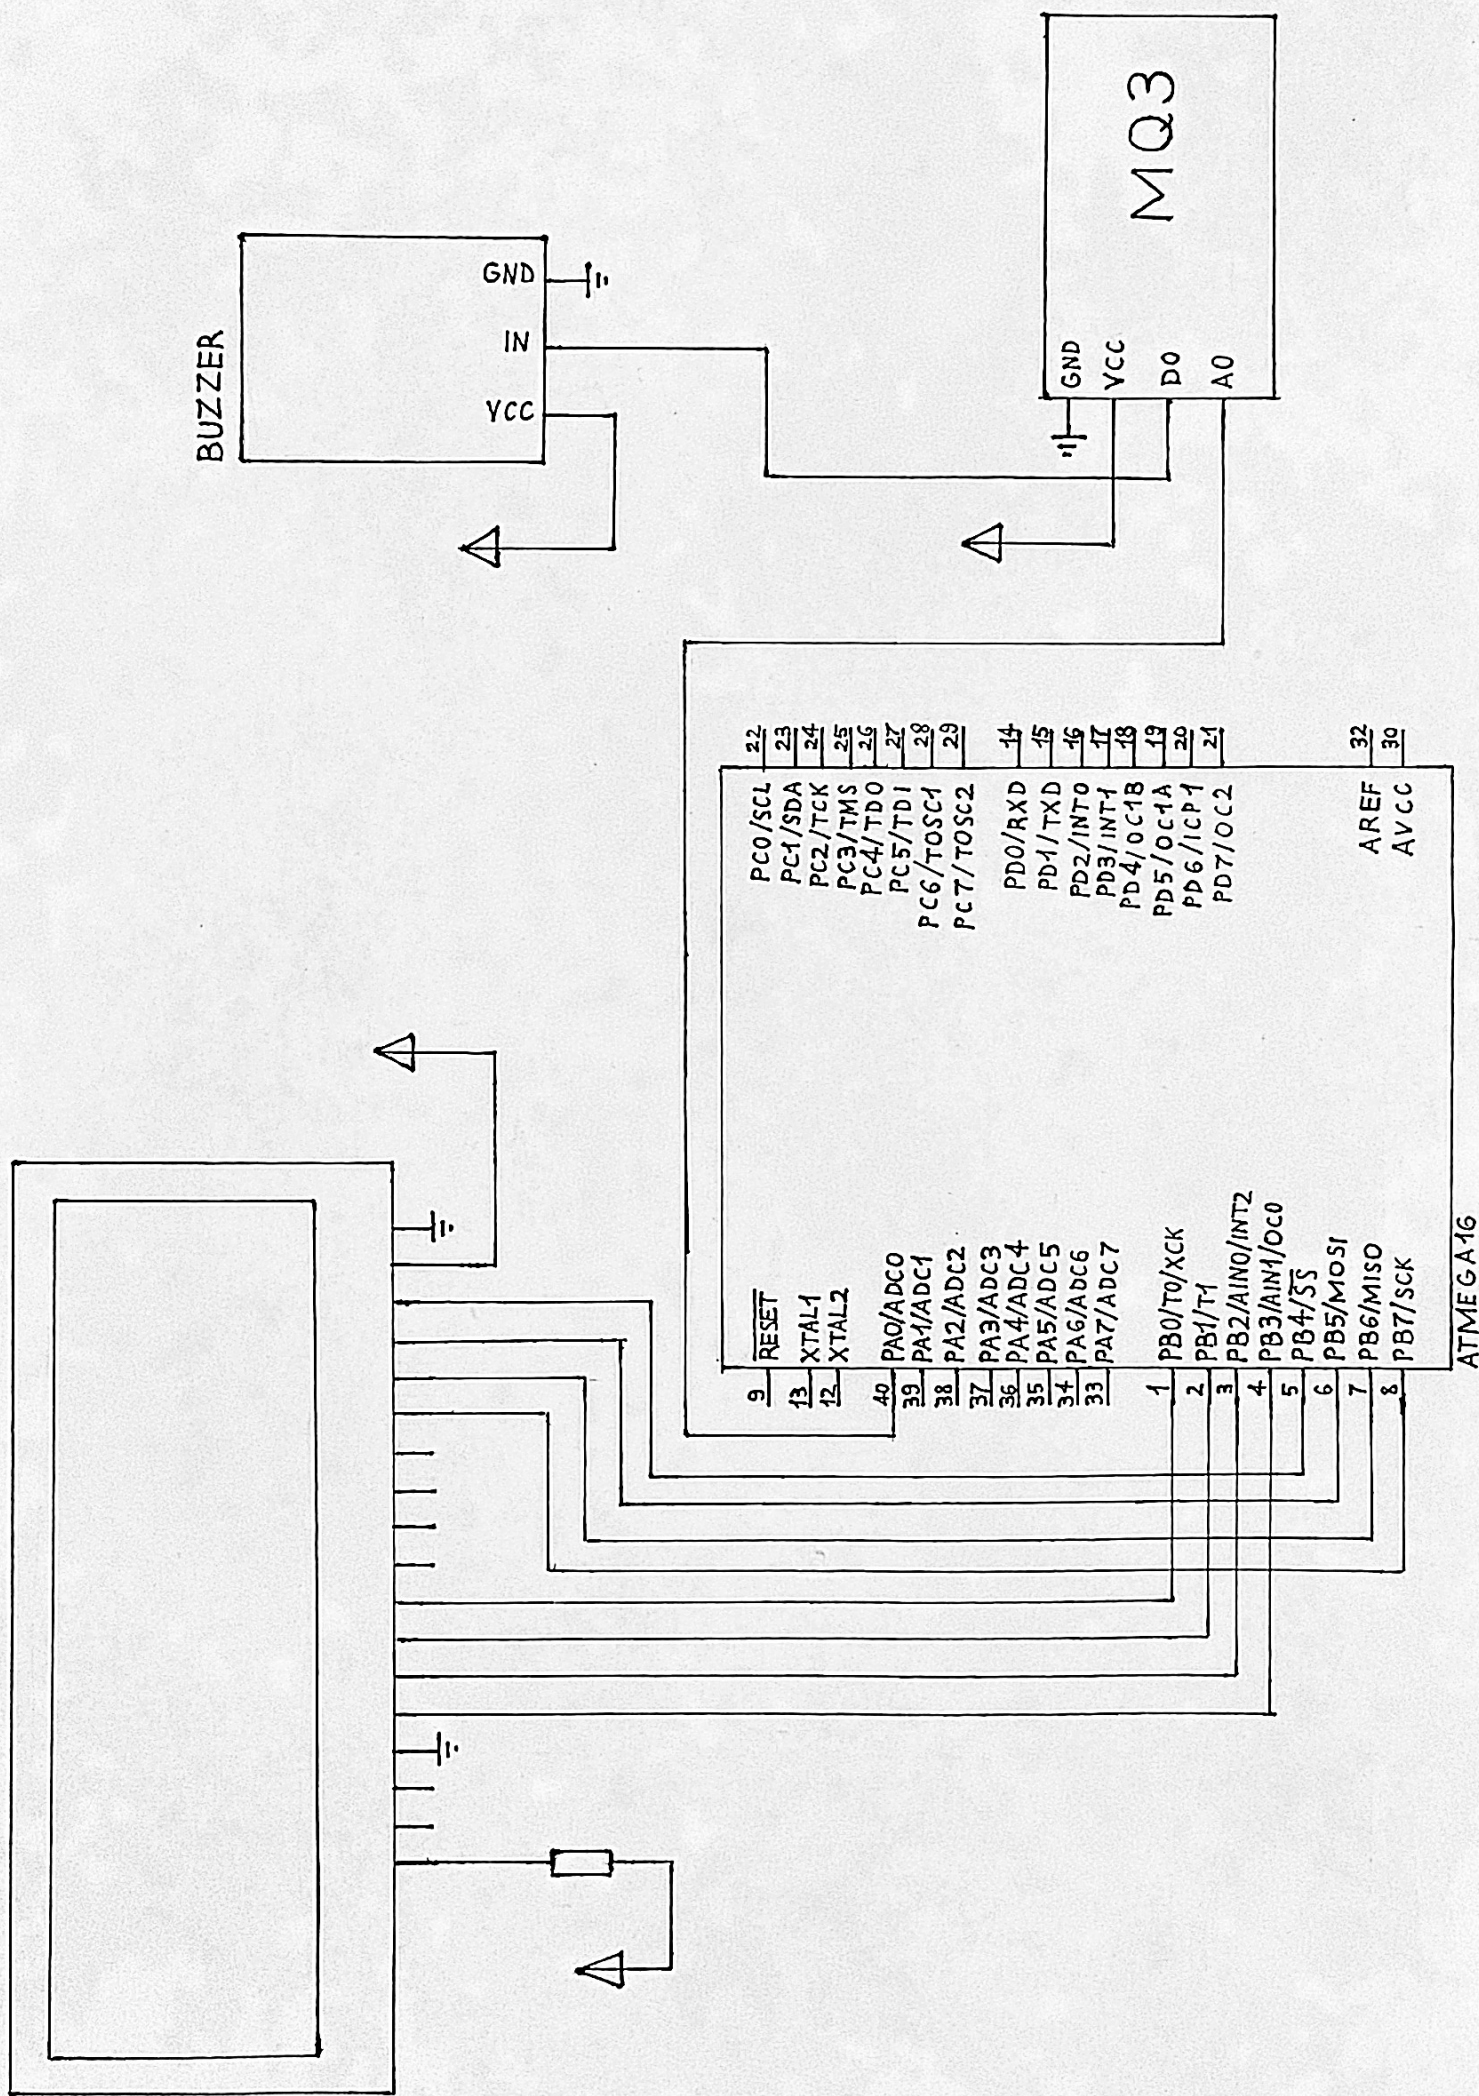 BUZZER
GND
IN
VCC
MQ3
GND
VCC
D0
A0
22 PC0/SCL
23 PC1/SDA
24 PC2/TCK
25 PC3/TMS
26 PC4/TDO
27 PC5/TDI
28 PC6/TOSC1
29 PC7/TOSC2
14 PD0/RXD
15 PD1/TXD
16 PD2/INT0
17 PD3/INT1
18 PD4/OC1B
19 PD5/OC1A
20 PD6/ICP1
21 PD7/OC2
32 AREF
30 AVCC
9 RESET
13 XTAL1
12 XTAL2
40 PA0/ADC0
39 PA1/ADC1
38 PA2/ADC2
37 PA3/ADC3
36 PA4/ADC4
35 PA5/ADC5
34 PA6/ADC6
33 PA7/ADC7
1 PB0/T0/XCK
2 PB1/T1
3 PB2/AIN0/INT2
4 PB3/AIN1/OC0
5 PB4/SS
6 PB5/MOSI
7 PB6/MISO
8 PB7/SCK
ATMEGA16